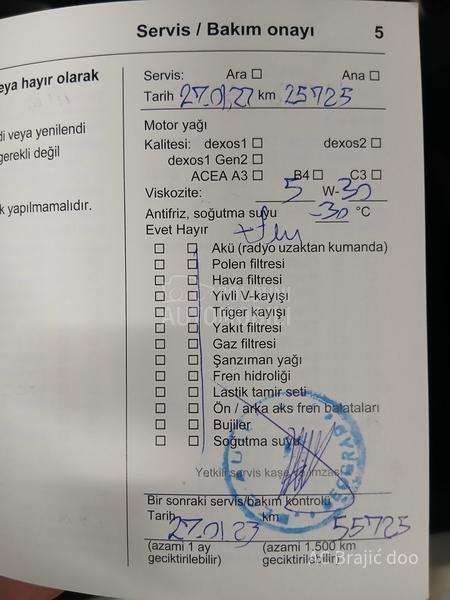 Servis / Bakım onayı 5
eya hayır olarak
di veya yenilendi
gerekli değil
k yapılmamalıdır.
Servis: Ara ☐ Ana ☐
Tarih 27.01.22 km 25725
Motor yağı
Kalitesi: dexos1 ☐ dexos2 ☐
dexos1 Gen2 ☐
ACEA A3 ☐ B4 ☐ C3 ☐
Viskozite: 5 W-30
Antifriz, soğutma suyu -30 °C
Evet Hayır
☐ ☐ Akü (radyo uzaktan kumanda)
☐ ☐ Polen filtresi
☐ ☐ Hava filtresi
☐ ☐ Yivli V-kayışı
☐ ☐ Triger kayışı
☐ ☐ Yakıt filtresi
☐ ☐ Gaz filtresi
☐ ☐ Şanzıman yağı
☐ ☐ Fren hidroliği
☐ ☐ Lastik tamir seti
☐ ☐ Ön / arka aks fren balataları
☐ ☐ Bujiler
☐ ☐ Soğutma suyu
Yetkili servis kaşe ve imzası
Bir sonraki servis/bakım kontrolü
Tarih 27.01.23 km 55725
(azami 1 ay (azami 1.500 km
geciktirilebilir) geciktirilebilir)
AC Brajić doo